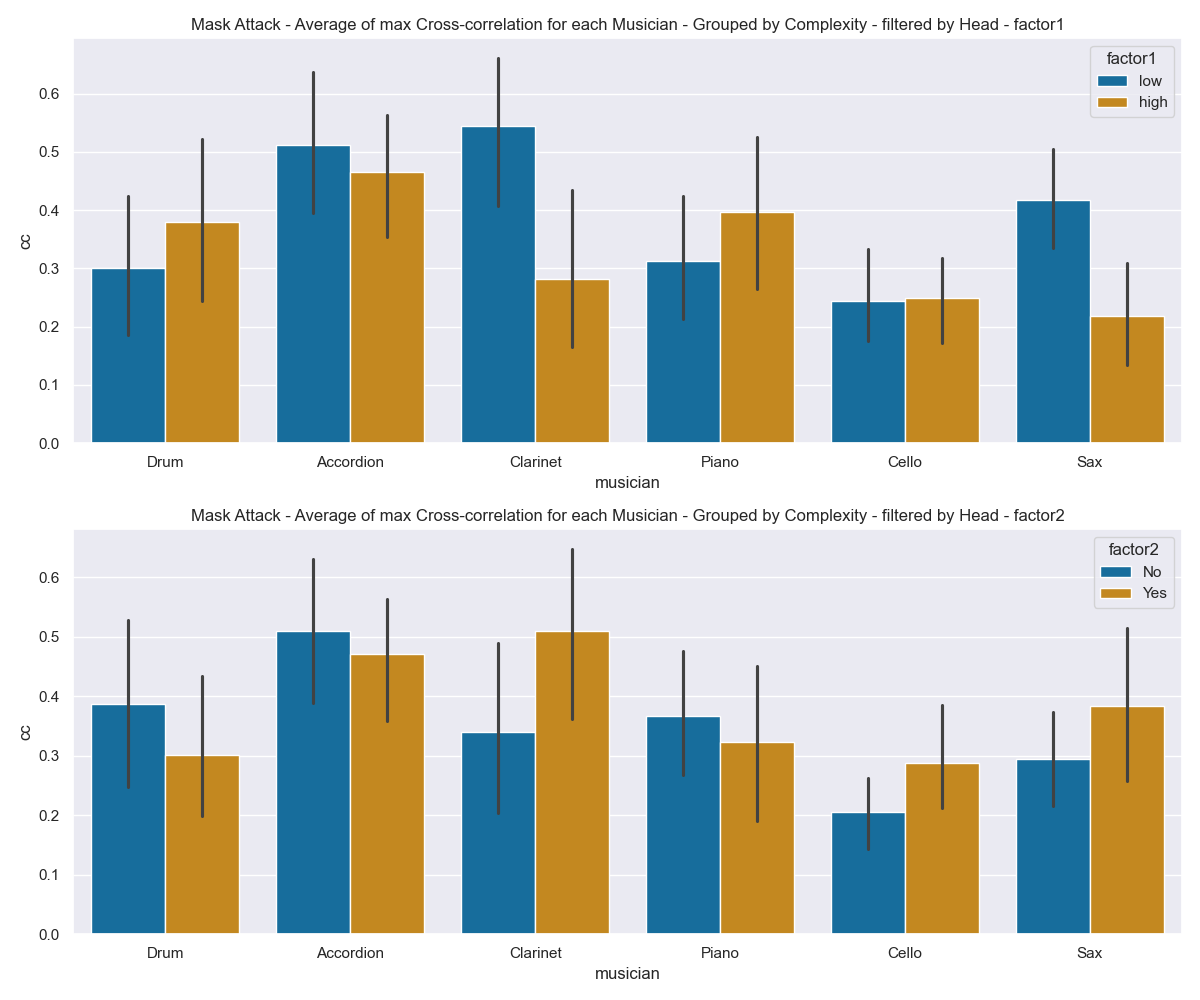 Mask Attack - Average of max Cross-correlation for each Musician - Grouped by Complexity - filtered by Head - factor1
factor1
low
high
0.6
0.5
0.4
0.3
0.2
0.1
0.0
cc
Drum Accordion Clarinet Piano Cello Sax
musician
Mask Attack - Average of max Cross-correlation for each Musician - Grouped by Complexity - filtered by Head - factor2
factor2
No
Yes
0.6
0.5
0.4
0.3
0.2
0.1
0.0
cc
Drum Accordion Clarinet Piano Cello Sax
musician